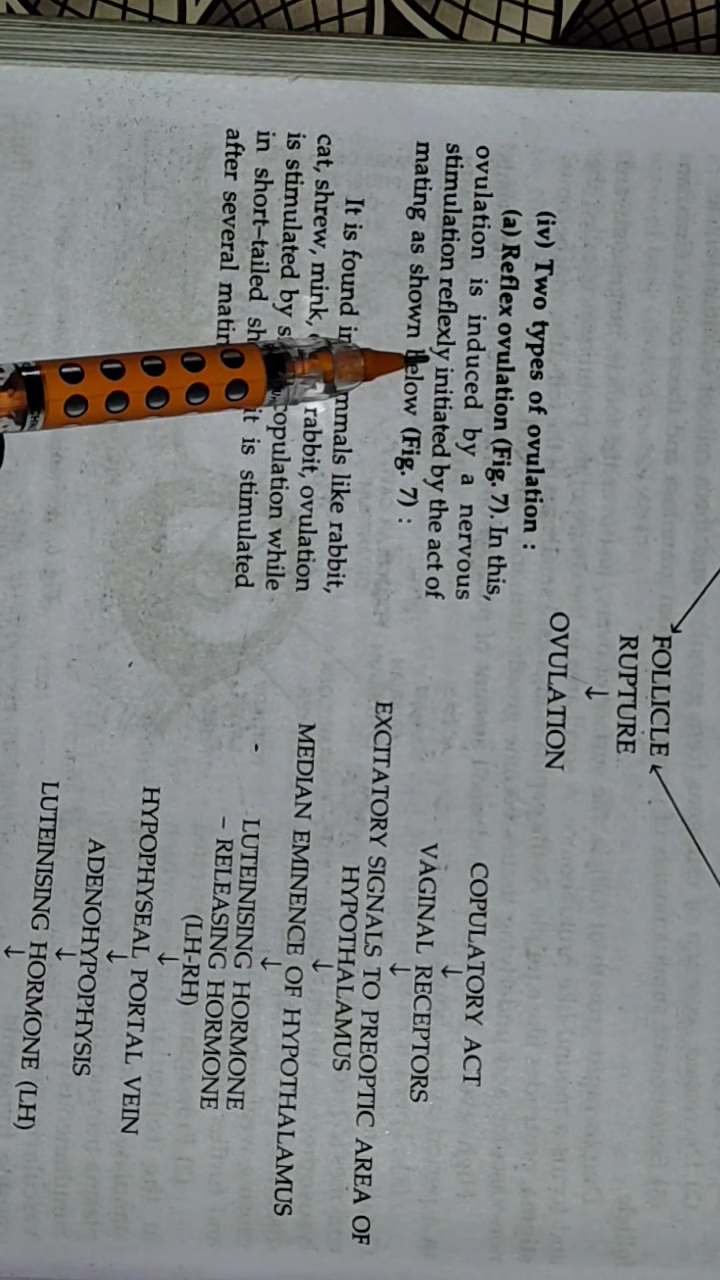 FOLLICLE
RUPTURE
↓
OVULATION
(iv) Two types of ovulation :
(a) Reflex ovulation (Fig. 7). In this,
ovulation is induced by a nervous
stimulation reflexly initiated by the act of
mating as shown below (Fig. 7) :
It is found in mammals like rabbit,
cat, shrew, mink, rabbit, ovulation
is stimulated by copulation while
in short-tailed it is stimulated
after several
COPULATORY ACT
↓
VAGINAL RECEPTORS
↓
EXCITATORY SIGNALS TO PREOPTIC AREA OF
HYPOTHALAMUS
↓
MEDIAN EMINENCE OF HYPOTHALAMUS
↓
LUTEINISING HORMONE
– RELEASING HORMONE
(LH-RH)
↓
HYPOPHYSEAL PORTAL VEIN
↓
ADENOHYPOPHYSIS
↓
LUTEINISING HORMONE (LH)
↓